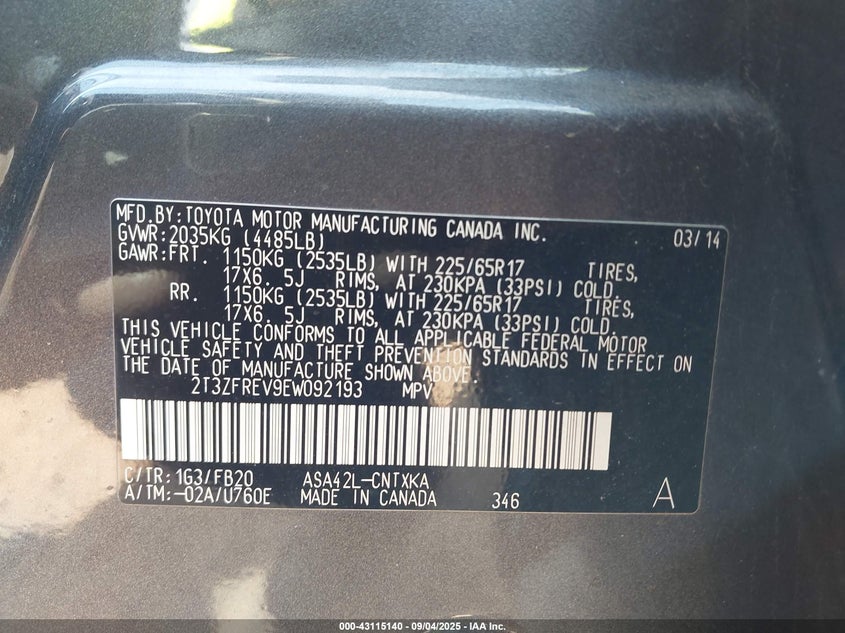 MFD.BY:TOYOTA MOTOR MANUFACTURING CANADA INC. 03/14
GVWR:2035KG (4485LB)
GAWR:FRT. 1150KG (2535LB) WITH 225/65R17 TIRES,
17X6. 5J RIMS, AT 230KPA (33PSI) COLD
RR. 1150KG (2535LB) WITH 225/65R17 TIRES,
17X6. 5J RIMS, AT 230KPA (33PSI) COLD.
THIS VEHICLE CONFORMS TO ALL APPLICABLE FEDERAL MOTOR
VEHICLE SAFETY AND THEFT PREVENTION STANDARDS IN EFFECT ON
THE DATE OF MANUFACTURE SHOWN ABOVE.
2T3ZFREV9EW092193 MPV
C/TR:1G3/FB20 ASA42L-CNTXKA
A/TM:-02A/U760E MADE IN CANADA 346 A
000-43115140 - 09/04/2025 - IAA Inc.